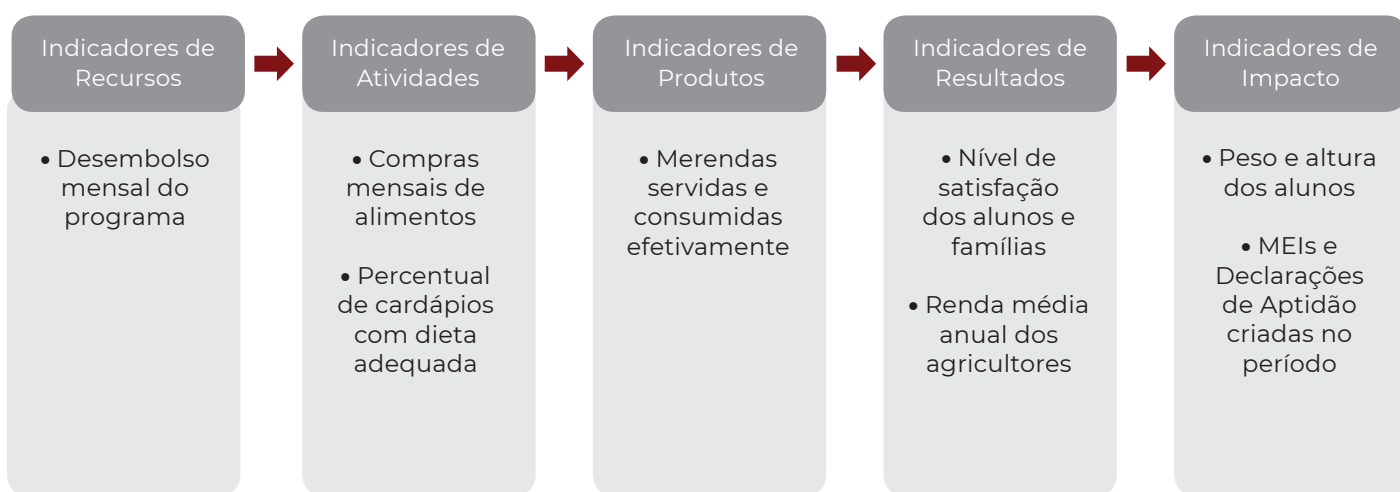 Indicadores de
Recursos
• Desembolso
mensal do
programa
Indicadores de
Atividades
• Compras
mensais de
alimentos
• Percentual
de cardápios
com dieta
adequada
Indicadores de
Produtos
• Merendas
servidas e
consumidas
efetivamente
Indicadores de
Resultados
• Nível de
satisfação
dos alunos e
famílias
• Renda média
anual dos
agricultores
Indicadores de
Impacto
• Peso e altura
dos alunos
• MEIs e
Declarações
de Aptidão
criadas no
período